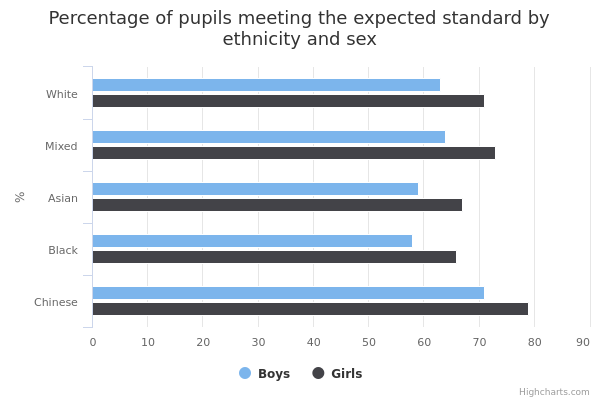 Percentage of pupils meeting the expected standard by
ethnicity and sex
%
White
Mixed
Asian
Black
Chinese
0 10 20 30 40 50 60 70 80 90
Boys Girls
Highcharts.com